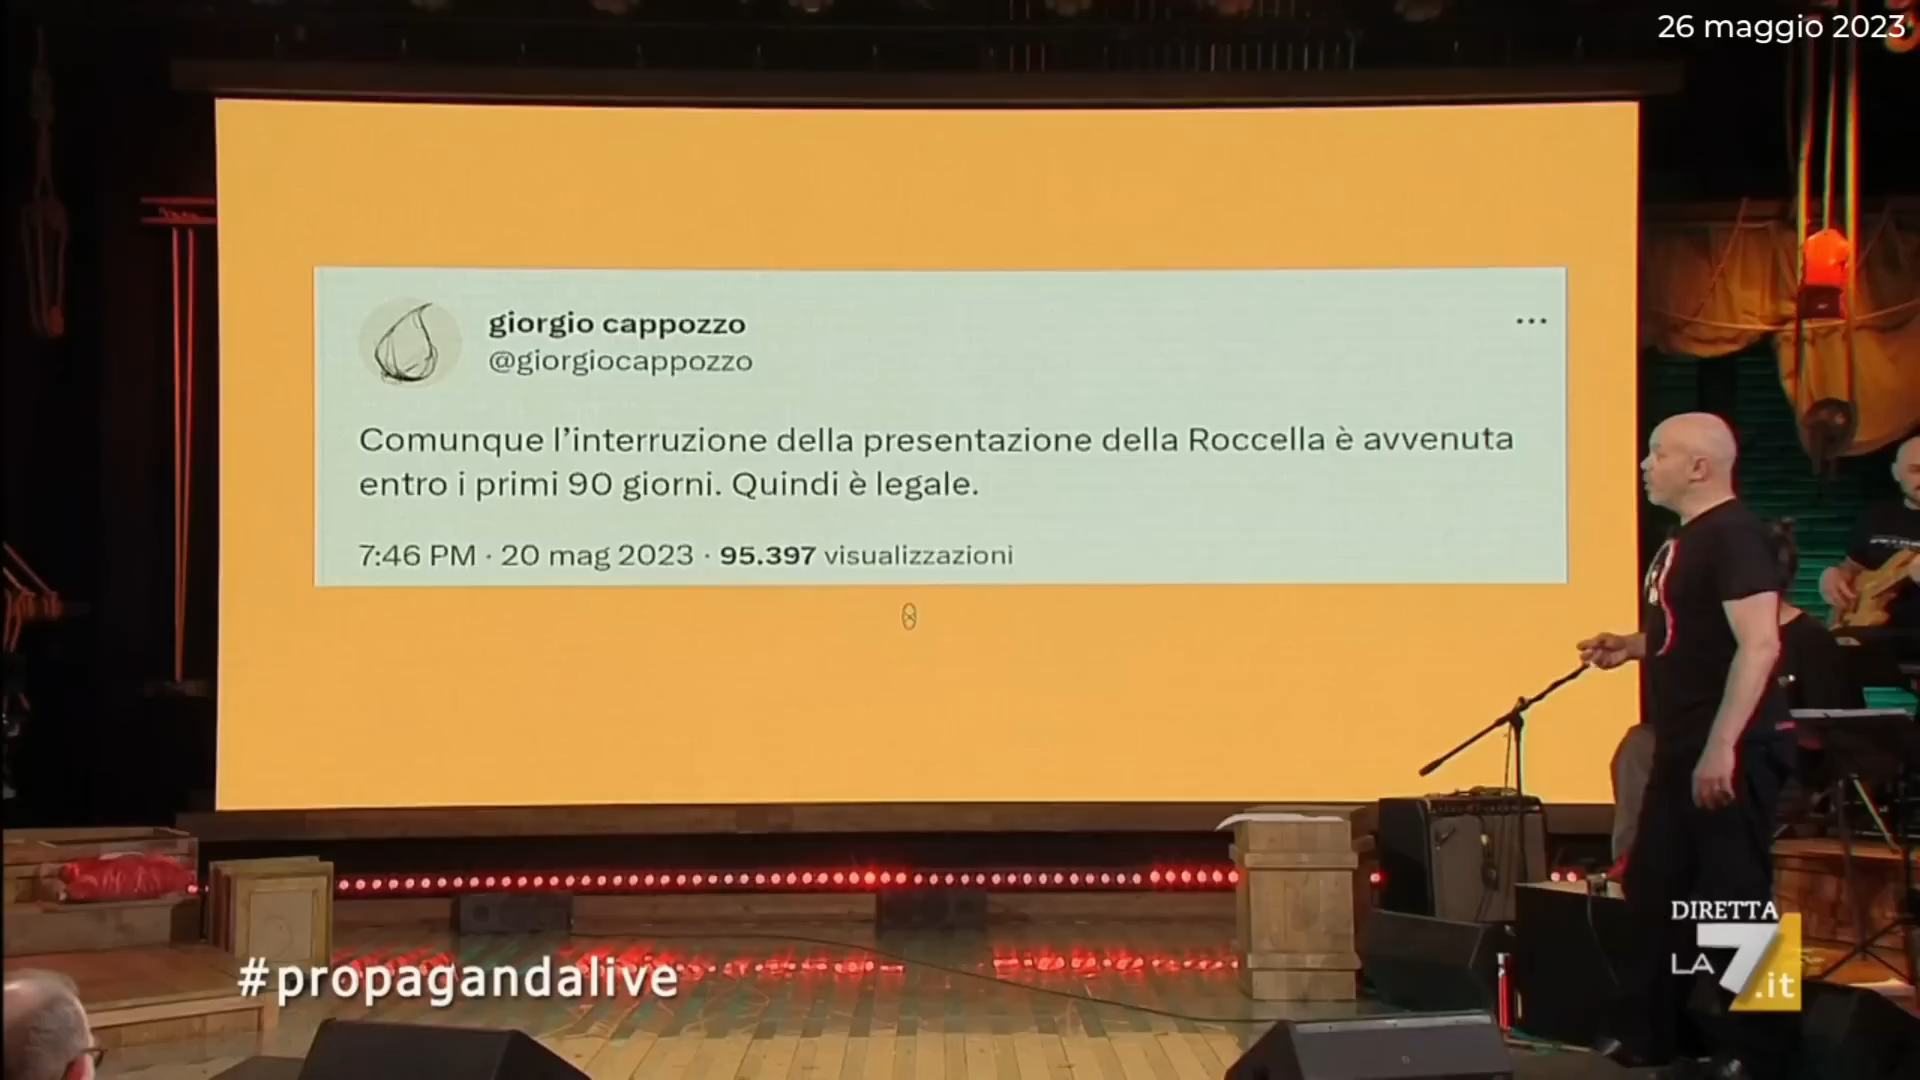 26 maggio 2023
giorgio cappozzo
@giorgiocappozzo
Comunque l’interruzione della presentazione della Roccella è avvenuta
entro i primi 90 giorni. Quindi è legale.
7:46 PM · 20 mag 2023 · 95.397 visualizzazioni
#propagandalive
DIRETTA
LA7.it